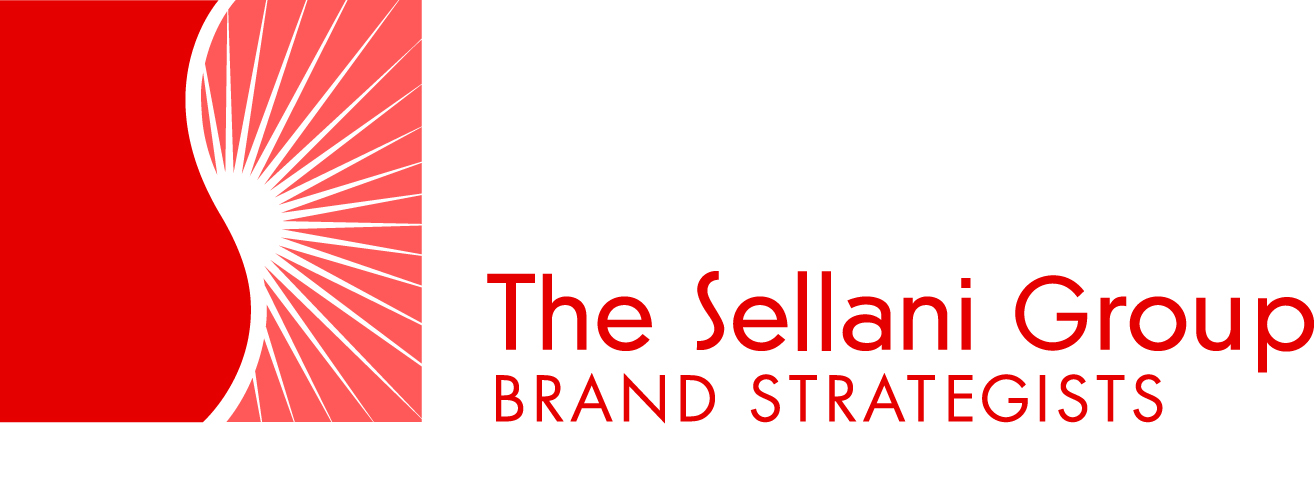 The Sellani Group
BRAND STRATEGISTS